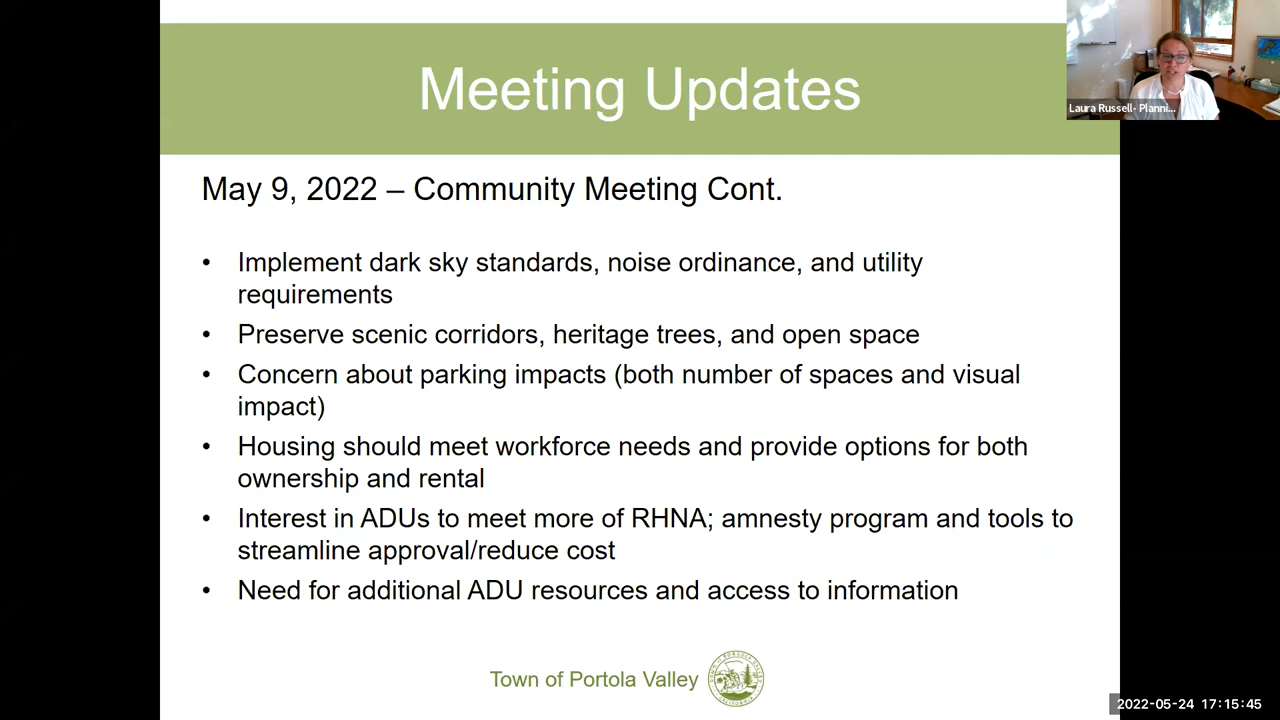 Meeting Updates
Laura Russell- Planni...
May 9, 2022 – Community Meeting Cont.
• Implement dark sky standards, noise ordinance, and utility
requirements
• Preserve scenic corridors, heritage trees, and open space
• Concern about parking impacts (both number of spaces and visual
impact)
• Housing should meet workforce needs and provide options for both
ownership and rental
• Interest in ADUs to meet more of RHNA; amnesty program and tools to
streamline approval/reduce cost
• Need for additional ADU resources and access to information
Town of Portola Valley
2022-05-24 17:15:45